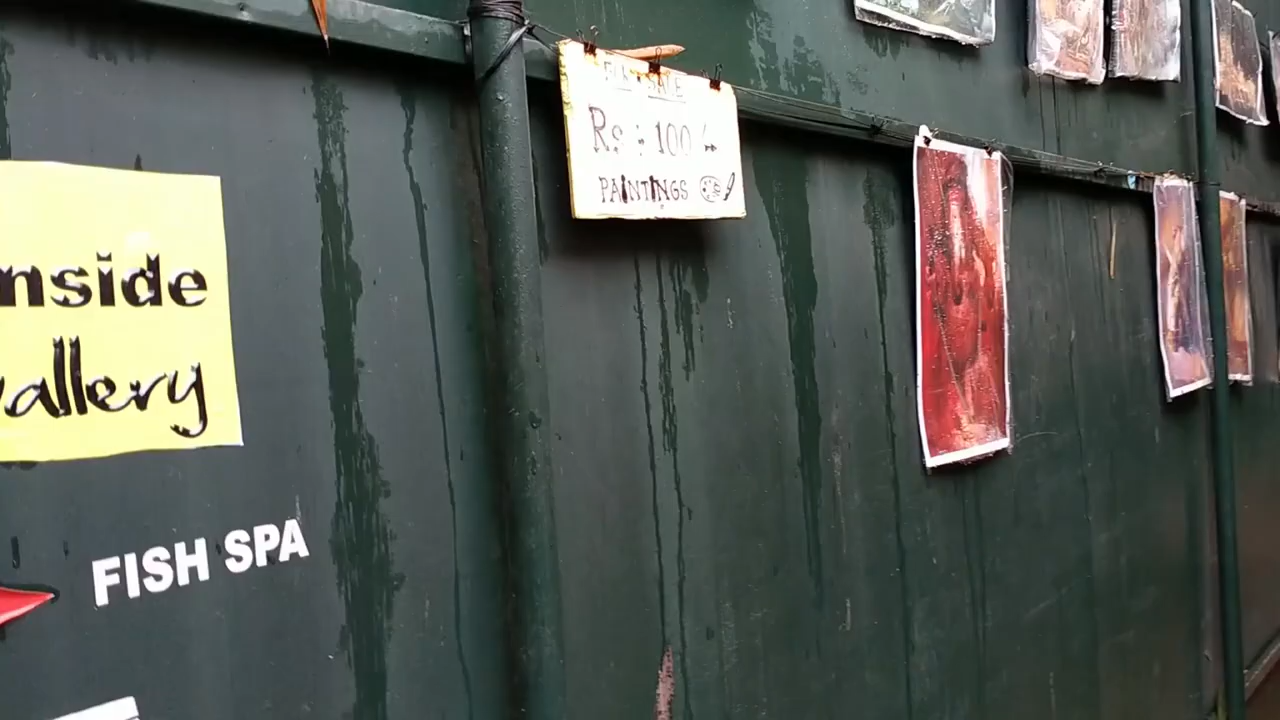 nside
allery
FISH SPA
Rs : 100/-
PAINTINGS